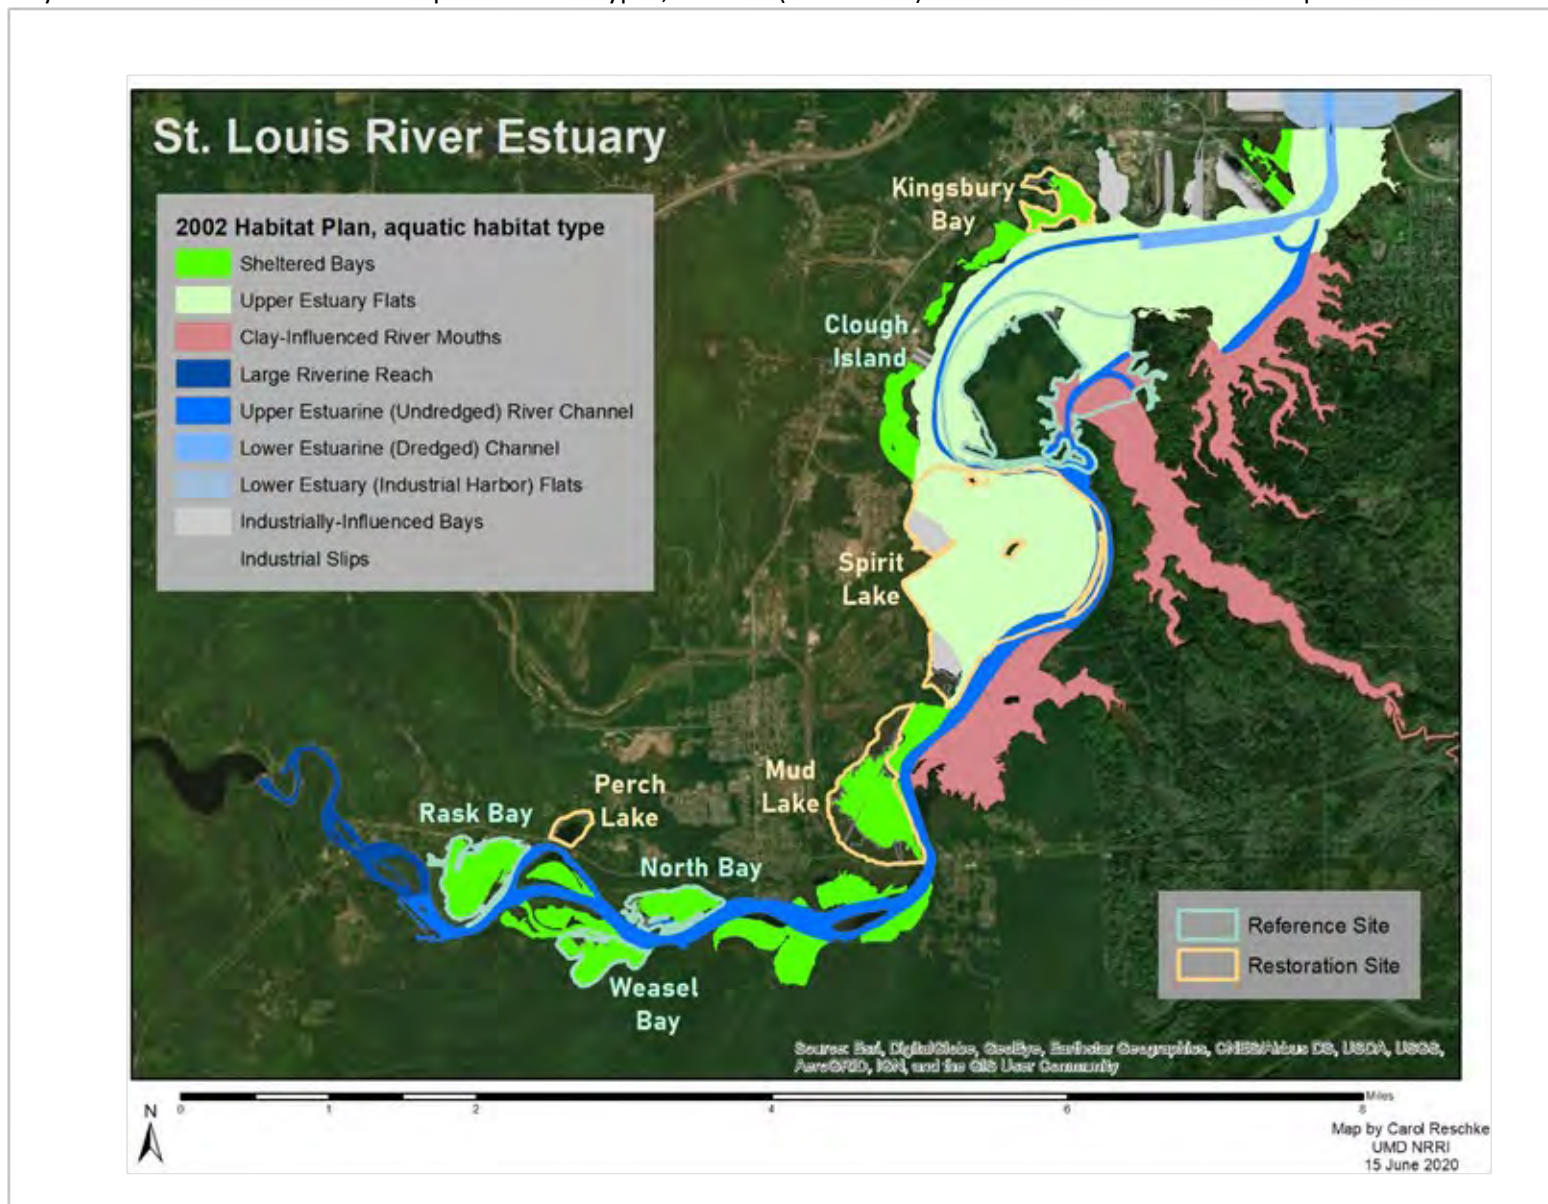 St. Louis River Estuary
2002 Habitat Plan, aquatic habitat type
Sheltered Bays
Upper Estuary Flats
Clay-Influenced River Mouths
Large Riverine Reach
Upper Estuarine (Undredged) River Channel
Lower Estuarine (Dredged) Channel
Lower Estuary (Industrial Harbor) Flats
Industrially-Influenced Bays
Industrial Slips
Kingsbury
Bay
Clough
Island
Spirit
Lake
Mud
Lake
Perch
Lake
Rask Bay
North Bay
Weasel
Bay
Reference Site
Restoration Site
Source: Esri, DigitalGlobe, GeoEye, Earthstar Geographics, CNES/Airbus DS, USDA, USGS,
AeroGRID, IGN, and the GIS User Community
N
0 1 2 4 6 8 Miles
Map by Carol Reschke
UMD NRRI
15 June 2020